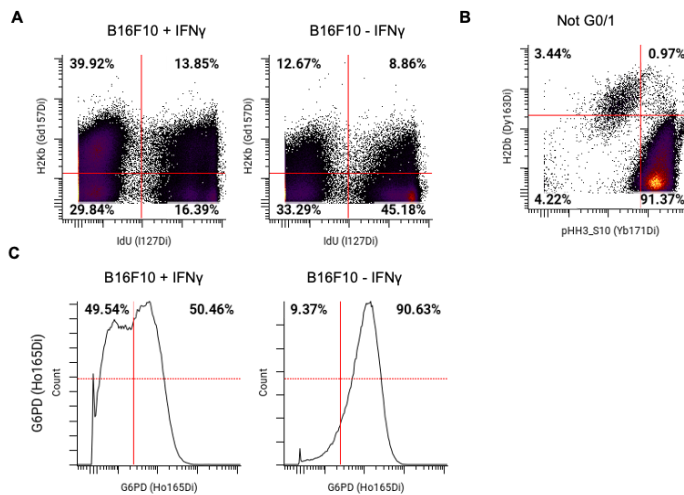 A
B16F10 + IFNγ
B16F10 - IFNγ
39.92%
13.85%
29.84%
16.39%
H2Kb (Gd157Di)
IdU (I127Di)
12.67%
8.86%
33.29%
45.18%
H2Kb (Gd157Di)
IdU (I127Di)
B
Not G0/1
3.44%
0.97%
4.22%
91.37%
H2Db (Dy163Di)
pHH3_S10 (Yb171Di)
C
B16F10 + IFNγ
B16F10 - IFNγ
G6PD (Ho165Di)
49.54%
50.46%
Count
G6PD (Ho165Di)
9.37%
90.63%
Count
G6PD (Ho165Di)